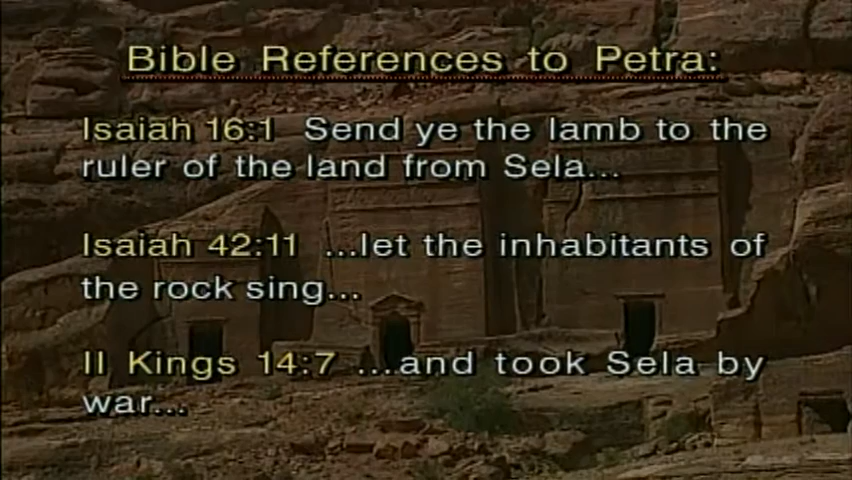 Bible References to Petra:
Isaiah 16:1 Send ye the lamb to the
ruler of the land from Sela...
Isaiah 42:11 ...let the inhabitants of
the rock sing...
II Kings 14:7 ...and took Sela by
war...